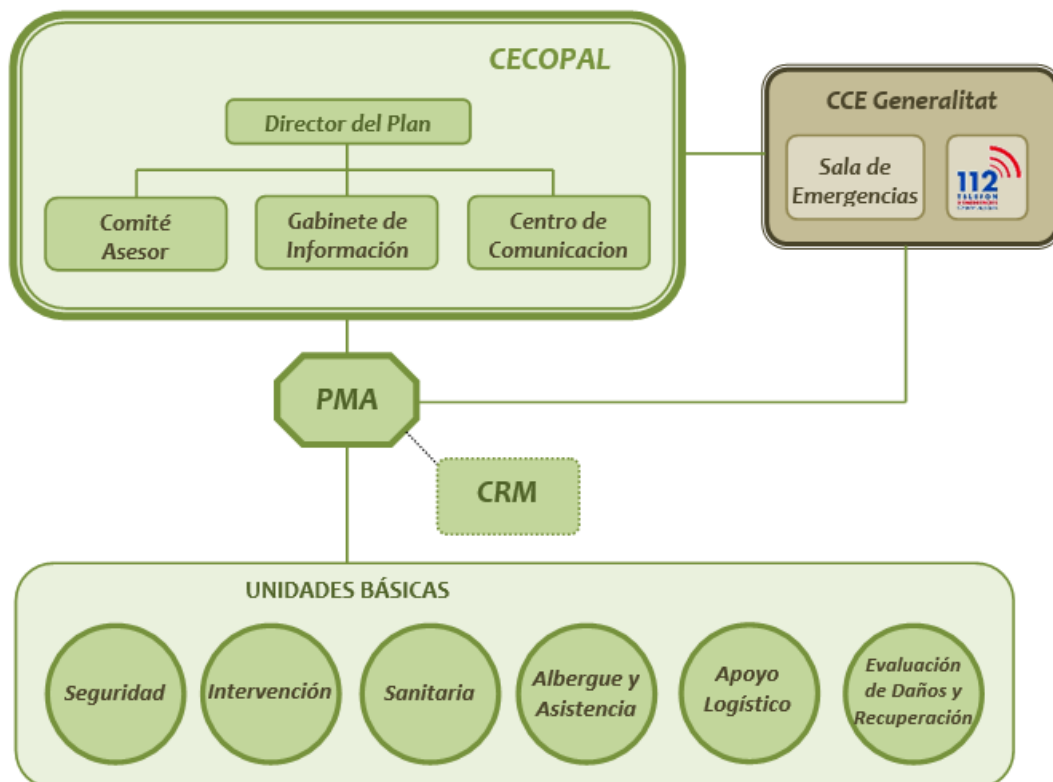 CECOPAL
Director del Plan
Comité
Asesor
Gabinete de
Información
Centro de
Comunicacion
CCE Generalitat
Sala de
Emergencias
112
TELÈFON
PMA
CRM
UNIDADES BÁSICAS
Seguridad
Intervención
Sanitaria
Albergue y
Asistencia
Apoyo
Logístico
Evaluación
de Daños y
Recuperación